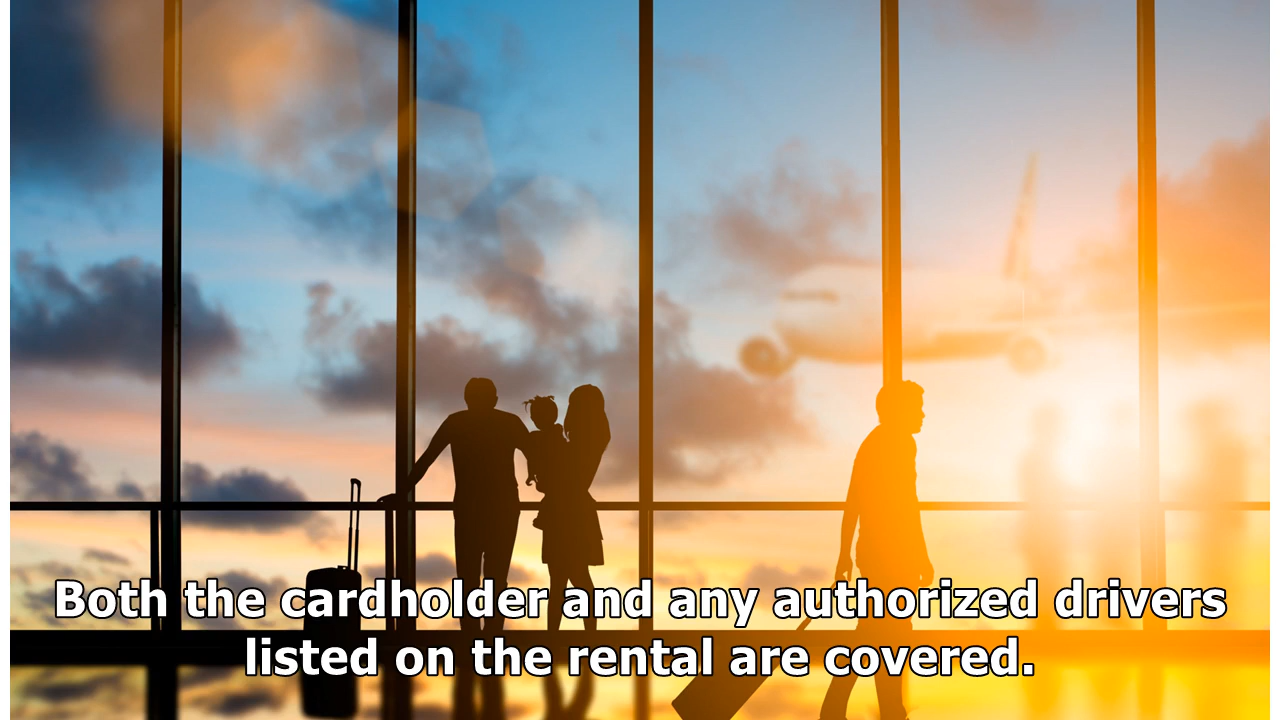 Both the cardholder and any authorized drivers
listed on the rental are covered.